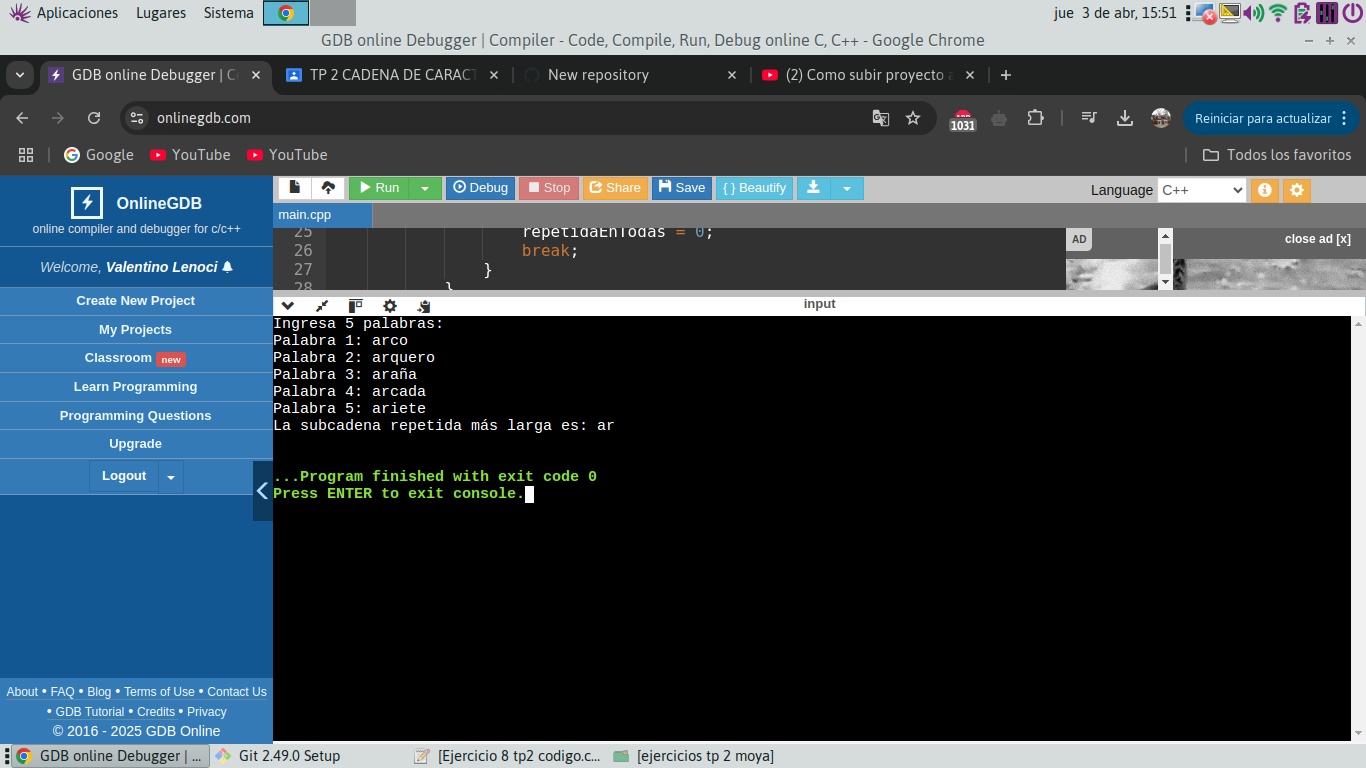 Aplicaciones Lugares Sistema
jue 3 de abr, 15:51
GDB online Debugger | Compiler - Code, Compile, Run, Debug online C, C++ - Google Chrome
GDB online Debugger | C
TP 2 CADENA DE CARACT
New repository
(2) Como subir proyecto a
onlinegdb.com
1031
Reiniciar para actualizar
Google YouTube YouTube
Todos los favoritos
OnlineGDB
online compiler and debugger for c/c++
Welcome, Valentino Lenoci
Create New Project
My Projects
Classroom new
Learn Programming
Programming Questions
Upgrade
Logout
About • FAQ • Blog • Terms of Use • Contact Us
• GDB Tutorial • Credits • Privacy
© 2016 - 2025 GDB Online
Run Debug Stop Share Save { } Beautify
Language C++
main.cpp
25 repetidaEnTodas = 0;
26 break;
27 }
28 }
AD
close ad [x]
input
Ingresa 5 palabras:
Palabra 1: arco
Palabra 2: arquero
Palabra 3: araña
Palabra 4: arcada
Palabra 5: ariete
La subcadena repetida más larga es: ar
...Program finished with exit code 0
Press ENTER to exit console.
GDB online Debugger | ...
Git 2.49.0 Setup
[Ejercicio 8 tp2 codigo.c...
[ejercicios tp 2 moya]